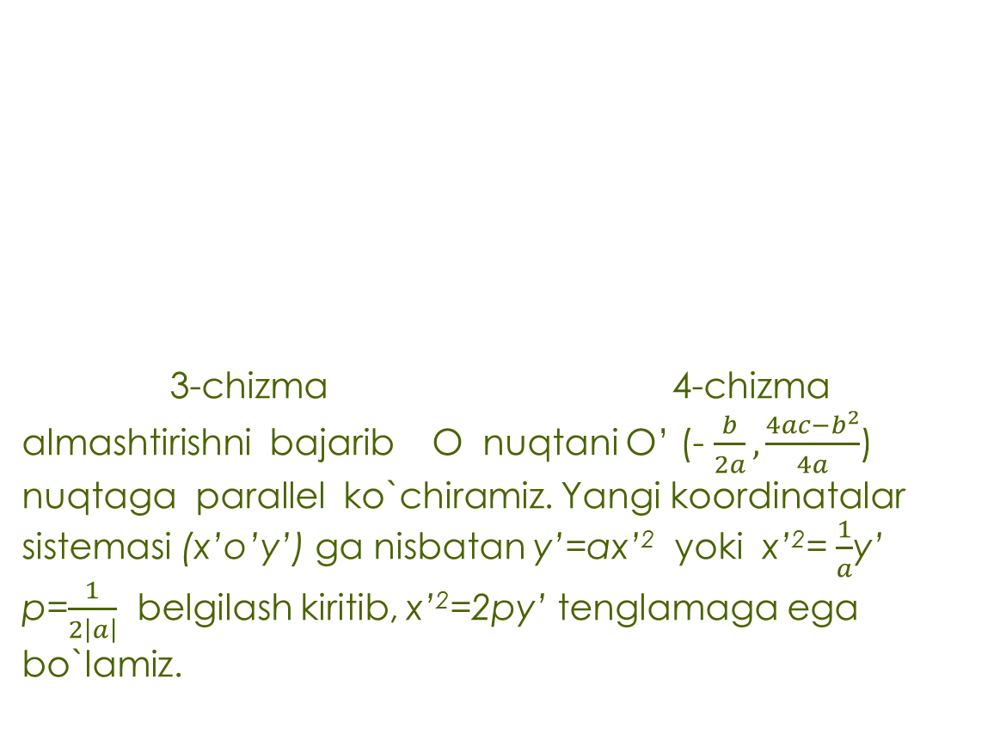 3-chizma 4-chizma
almashtirishni bajarib O nuqtani O’ (- b/2a , (4ac−b²)/4a)
nuqtaga parallel ko`chiramiz. Yangi koordinatalar
sistemasi (x’o’y’) ga nisbatan y’=ax’² yoki x’²= 1/a y’
p= 1/2|a| belgilash kiritib, x’²=2py’ tenglamaga ega
bo`lamiz.